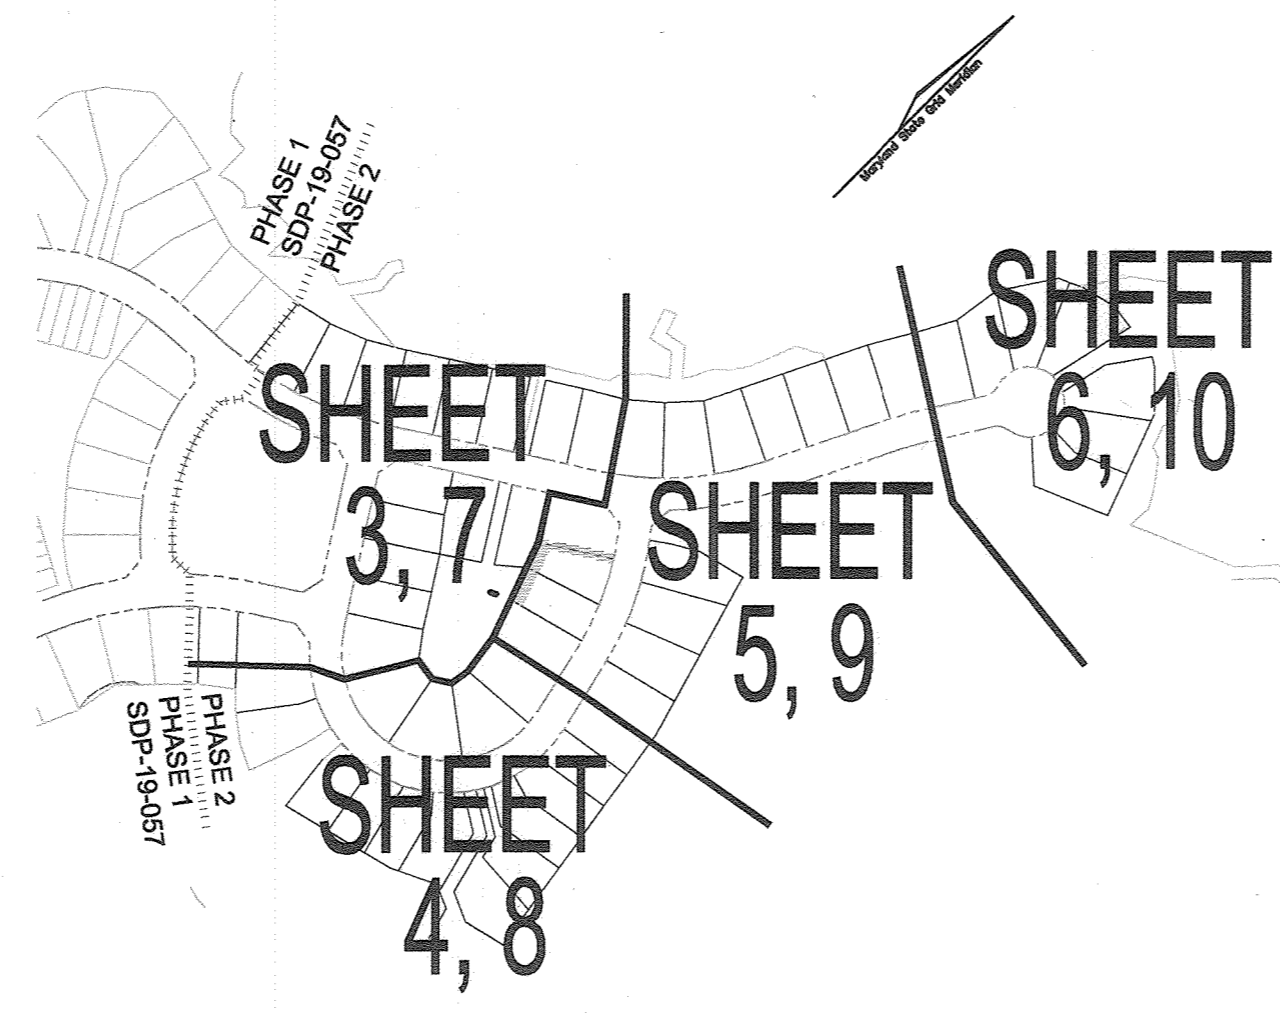 Maryland State Grid Meridian
PHASE 1
SDP-19-057
PHASE 2
SHEET
6, 10
SHEET
3, 7
SHEET
5, 9
PHASE 2
PHASE 1
SDP-19-057
SHEET
4, 8